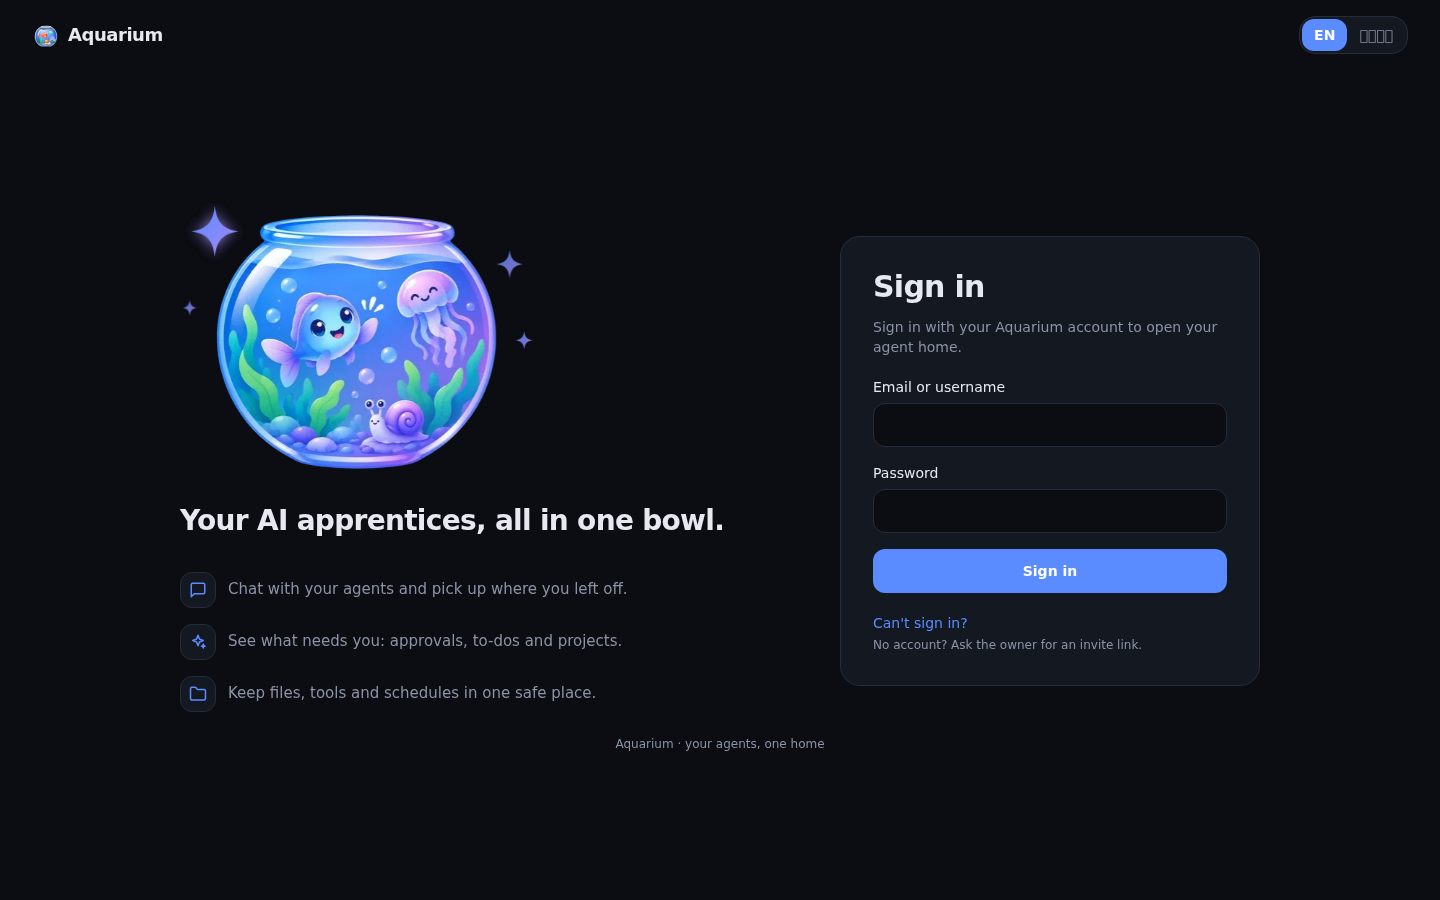 Aquarium
EN
Your AI apprentices, all in one bowl.
Chat with your agents and pick up where you left off.
See what needs you: approvals, to-dos and projects.
Keep files, tools and schedules in one safe place.
Sign in
Sign in with your Aquarium account to open your
agent home.
Email or username
Password
Sign in
Can't sign in?
No account? Ask the owner for an invite link.
Aquarium · your agents, one home